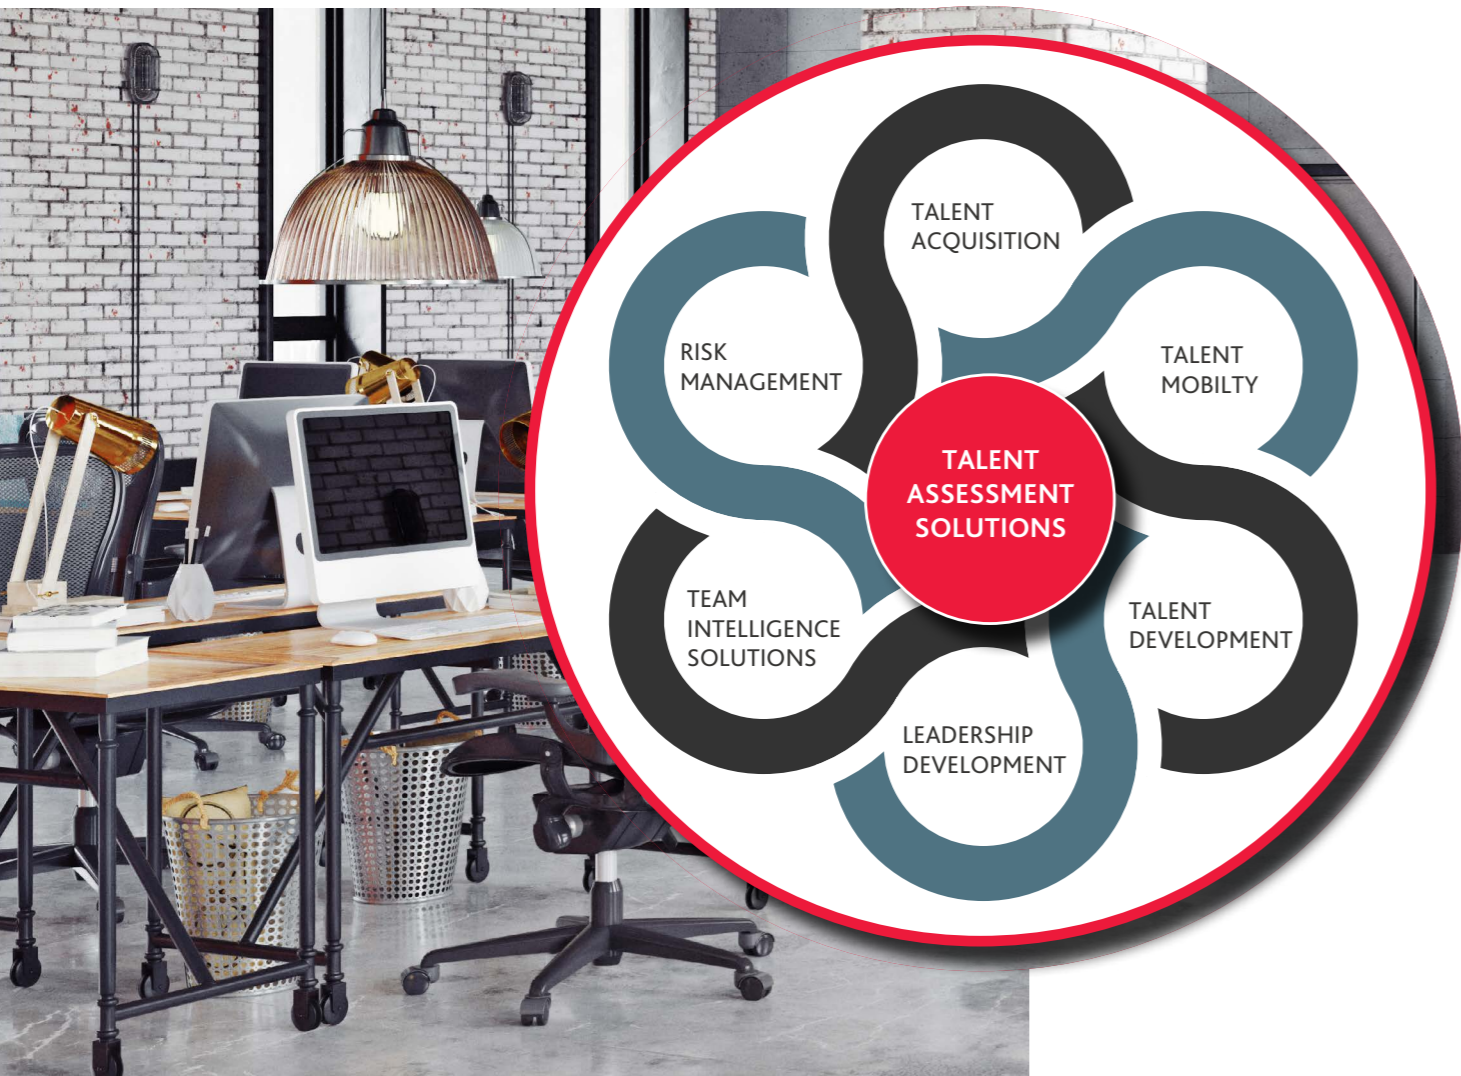 TALENT
ACQUISITION
RISK
MANAGEMENT
TALENT
MOBILTY
TALENT
ASSESSMENT
SOLUTIONS
TEAM
INTELLIGENCE
SOLUTIONS
TALENT
DEVELOPMENT
LEADERSHIP
DEVELOPMENT